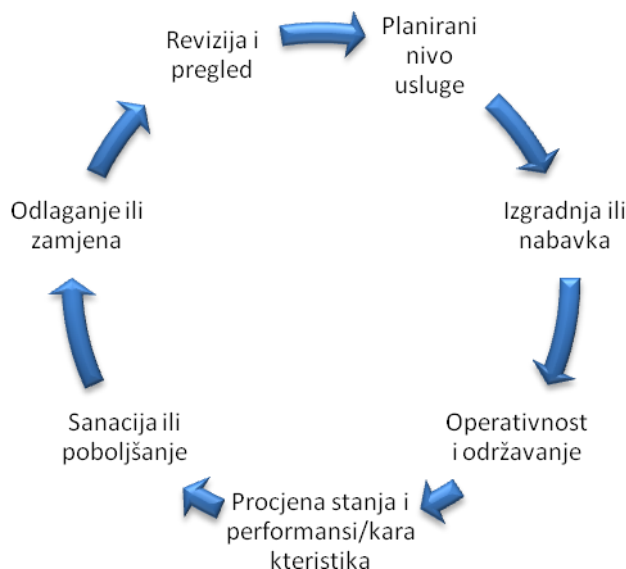 Revizija i
pregled
Planirani
nivo
usluge
Izgradnja ili
nabavka
Operativnost
i održavanje
Procjena stanja i
performansi/kara
kteristika
Sanacija ili
poboljšanje
Odlaganje ili
zamjena